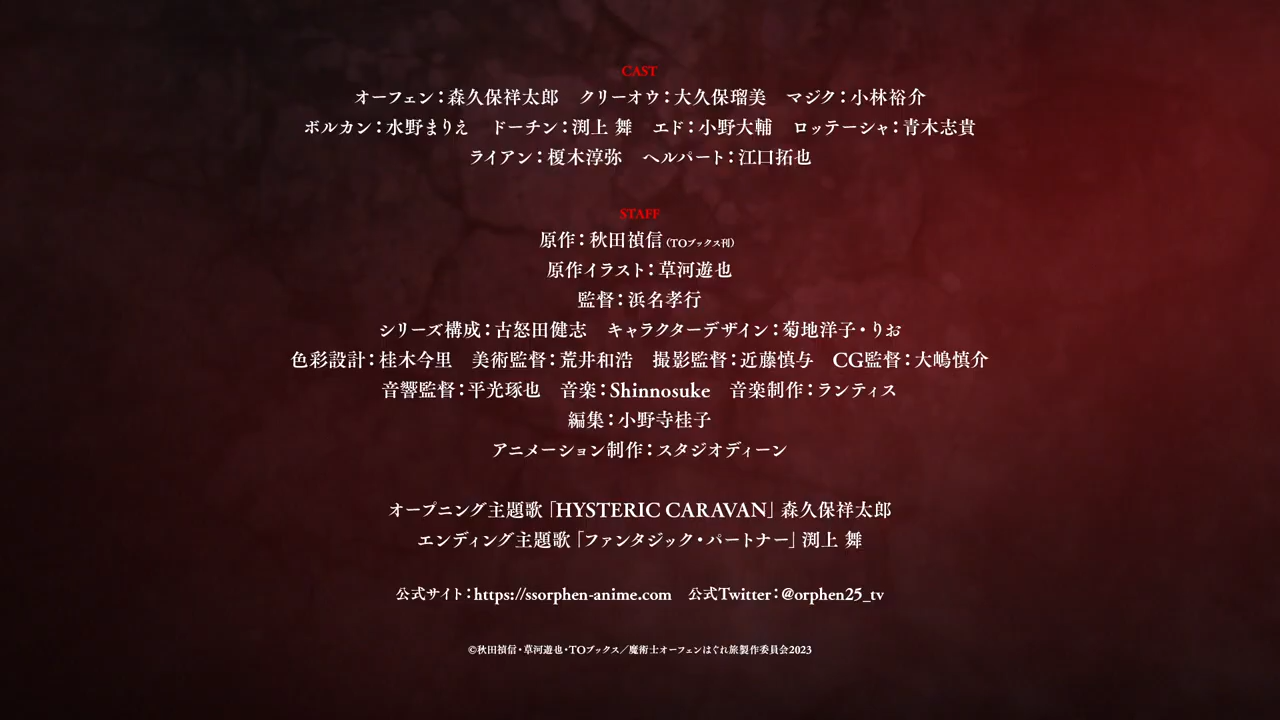 CAST
オーフェン：森久保祥太郎　クリーオウ：大久保瑠美　マジク：小林裕介
ボルカン：水野まりえ　ドーチン：渕上 舞　エド：小野大輔　ロッテーシャ：青木志貴
ライアン：榎木淳弥　ヘルパート：江口拓也
STAFF
原作：秋田禎信（TOブックス刊）
原作イラスト：草河遊也
監督：浜名孝行
シリーズ構成：古怒田健志　キャラクターデザイン：菊地洋子・りお
色彩設計：桂木今里　美術監督：荒井和浩　撮影監督：近藤慎与　CG監督：大嶋慎介
音響監督：平光琢也　音楽：Shinnosuke　音楽制作：ランティス
編集：小野寺桂子
アニメーション制作：スタジオディーン
オープニング主題歌「HYSTERIC CARAVAN」森久保祥太郎
エンディング主題歌「ファンタジック・パートナー」渕上 舞
公式サイト：https://ssorphen-anime.com　公式Twitter：@orphen25_tv
©秋田禎信・草河遊也・TOブックス／魔術士オーフェンはぐれ旅製作委員会2023